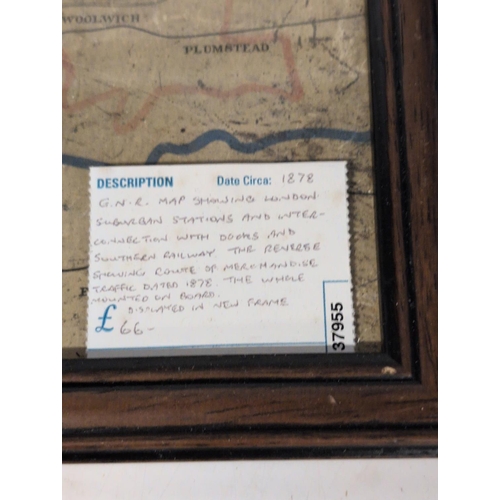 WOOLWICH
PLUMSTEAD
DESCRIPTION Date Circa: 1878
G.N.R. MAP SHOWING LONDON
SUBURBAN STATIONS AND INTER-
CONNECTION WITH DOCKS AND
SOUTHERN RAILWAY THE REVERSE
SHOWING ROUTE OF MERCHANDISE
TRAFFIC DATED 1878. THE WHOLE
MOUNTED ON BOARD.
DISPLAYED IN NEW FRAME
£66-
37955